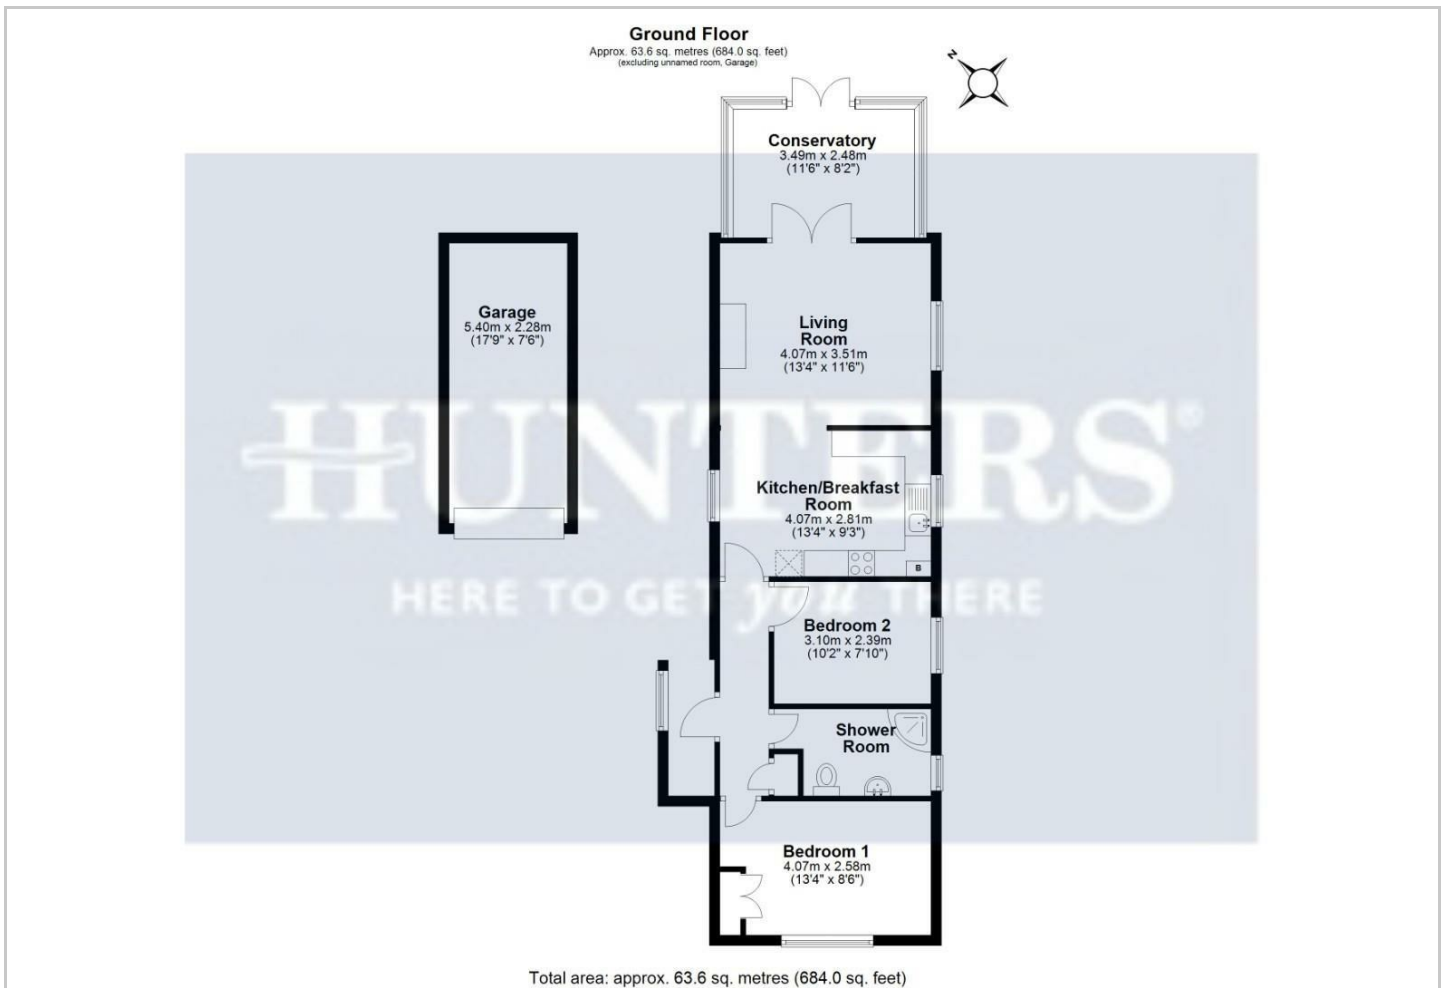 Ground Floor
Approx. 63.6 sq. metres (684.0 sq. feet)
(excluding unnamed room, Garage)
N
Conservatory
3.49m x 2.48m
(11'6" x 8'2")
Garage
5.40m x 2.28m
(17'9" x 7'6")
Living
Room
4.07m x 3.51m
(13'4" x 11'6")
HUNTERS®
HERE TO GET you THERE
Kitchen/Breakfast
Room
4.07m x 2.81m
(13'4" x 9'3")
B
Bedroom 2
3.10m x 2.39m
(10'2" x 7'10")
Shower
Room
Bedroom 1
4.07m x 2.58m
(13'4" x 8'6")
Total area: approx. 63.6 sq. metres (684.0 sq. feet)